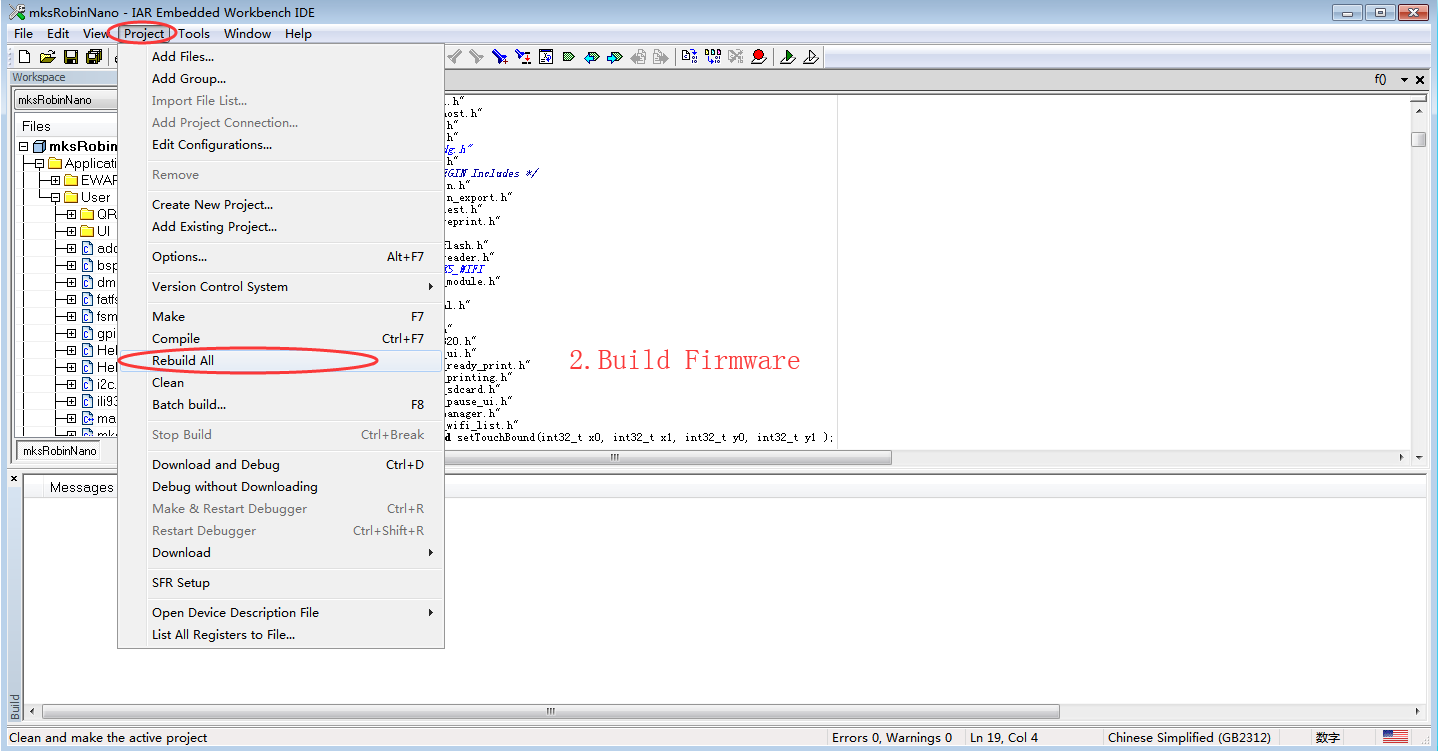 mksRobinNano - IAR Embedded Workbench IDE
File Edit View Project Tools Window Help
Workspace
mksRobinNano
Files
mksRobin
Applicati
EWAR
User
QR
UI
add
bsp
dm
fatfs
fsm
gpi
Hel
Hel
i2c.
ili93
ma
mks
mksRobinNano
Add Files...
Add Group...
Import File List...
Add Project Connection...
Edit Configurations...
Remove
Create New Project...
Add Existing Project...
Options... Alt+F7
Version Control System
Make F7
Compile Ctrl+F7
Rebuild All
Clean
Batch build... F8
Stop Build Ctrl+Break
Download and Debug Ctrl+D
Debug without Downloading
Make & Restart Debugger Ctrl+R
Restart Debugger Ctrl+Shift+R
Download
SFR Setup
Open Device Description File
List All Registers to File...
f()
.h"
ost.h"
h"
h"
g.h"
.h"
GIN Includes */
n.h"
n_export.h"
est.h"
eprint.h"
lash.h"
eader.h"
S_WIFI
_module.h"
l.h"
h"
20.h"
ui.h"
_ready_print.h"
_printing.h"
_sdcard.h"
_pause_ui.h"
anager.h"
wifi_list.h"
d setTouchBound(int32_t x0, int32_t x1, int32_t y0, int32_t y1 );
2.Build Firmware
Messages
Build
Clean and make the active project
Errors 0, Warnings 0
Ln 19, Col 4
Chinese Simplified (GB2312)
数字